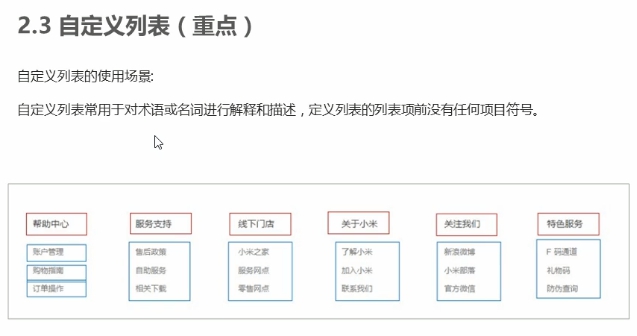 2.3 自定义列表（重点）
自定义列表的使用场景:
自定义列表常用于对术语或名词进行解释和描述，定义列表的列表项前没有任何项目符号。
帮助中心 服务支持 线下门店 关于小米 关注我们 特色服务
账户管理 售后政策 小米之家 了解小米 新浪微博 F 码通道
购物指南 自助服务 服务网点 加入小米 小米部落 礼物码
订单操作 相关下载 零售网点 联系我们 官方微信 防伪查询